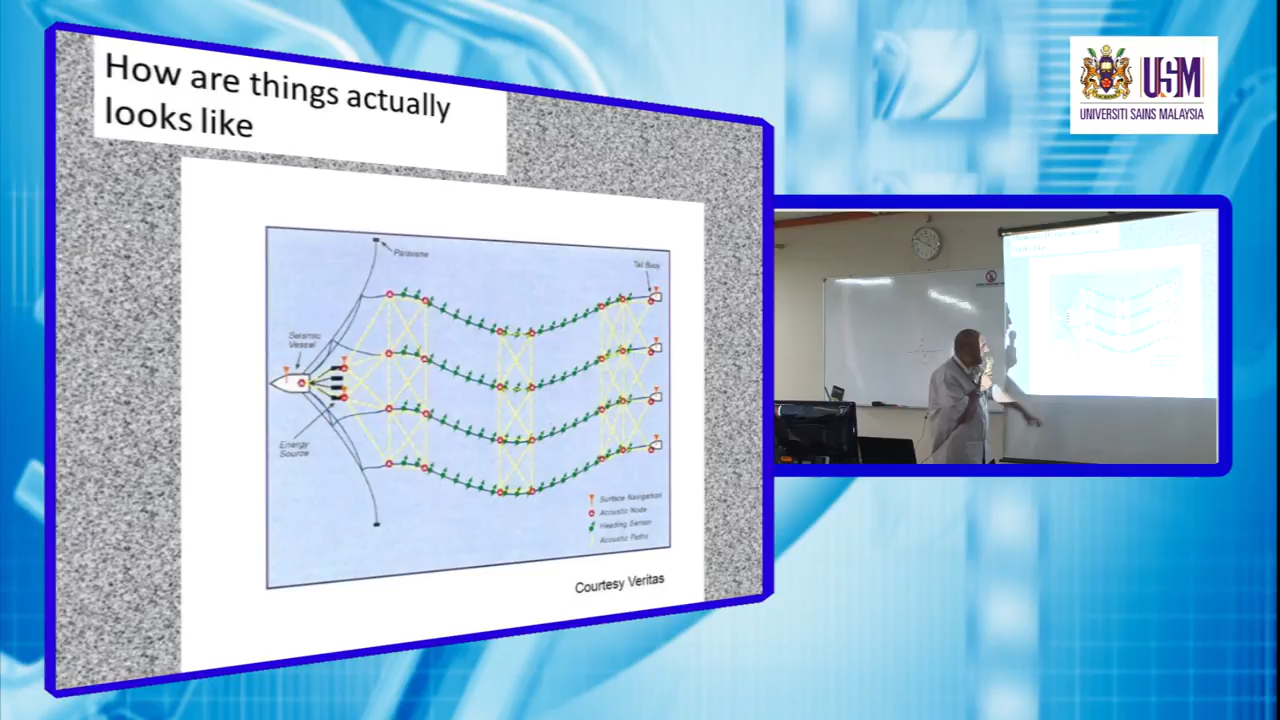 How are things actually
looks like
Paravane
Tail Buoy
Seismic
Vessel
Energy
Source
Surface Navigation
Acoustic Node
Heading Sensor
Acoustic Paths
Courtesy Veritas
USM
UNIVERSITI SAINS MALAYSIA